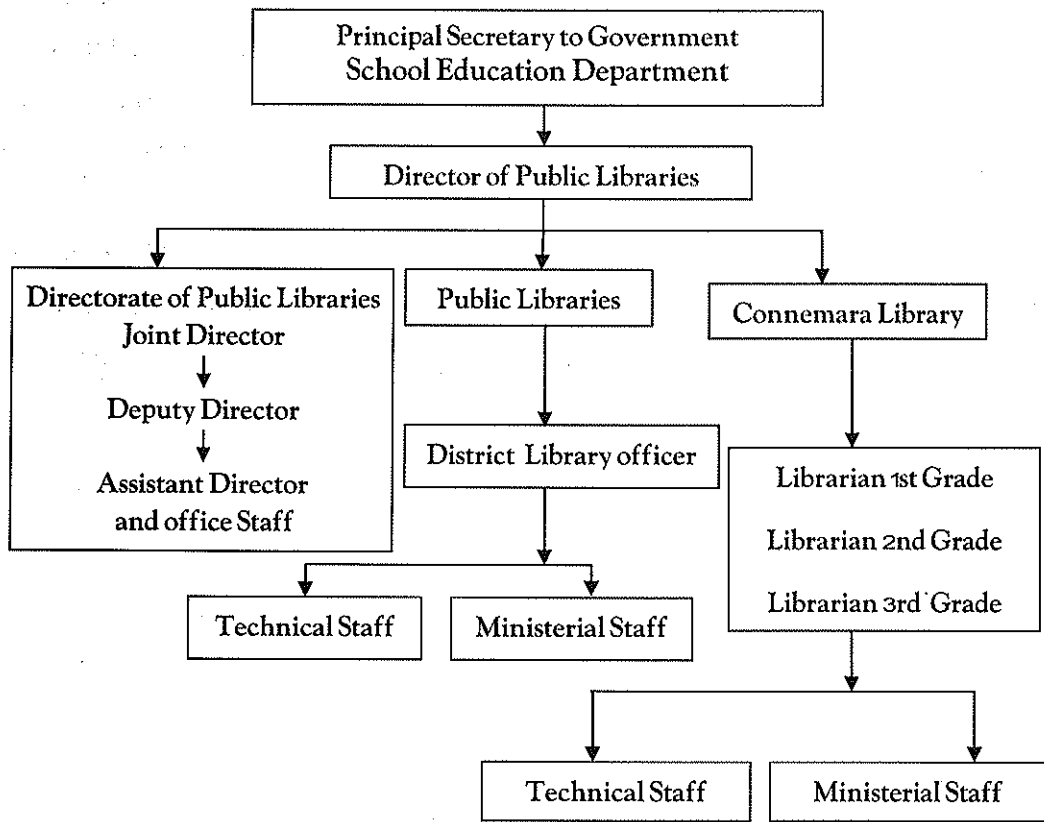 Principal Secretary to Government
School Education Department
Director of Public Libraries
Directorate of Public Libraries
Joint Director
Deputy Director
Assistant Director
and office Staff
Public Libraries
District Library officer
Technical Staff
Ministerial Staff
Connemara Library
Librarian 1st Grade
Librarian 2nd Grade
Librarian 3rd Grade
Technical Staff
Ministerial Staff